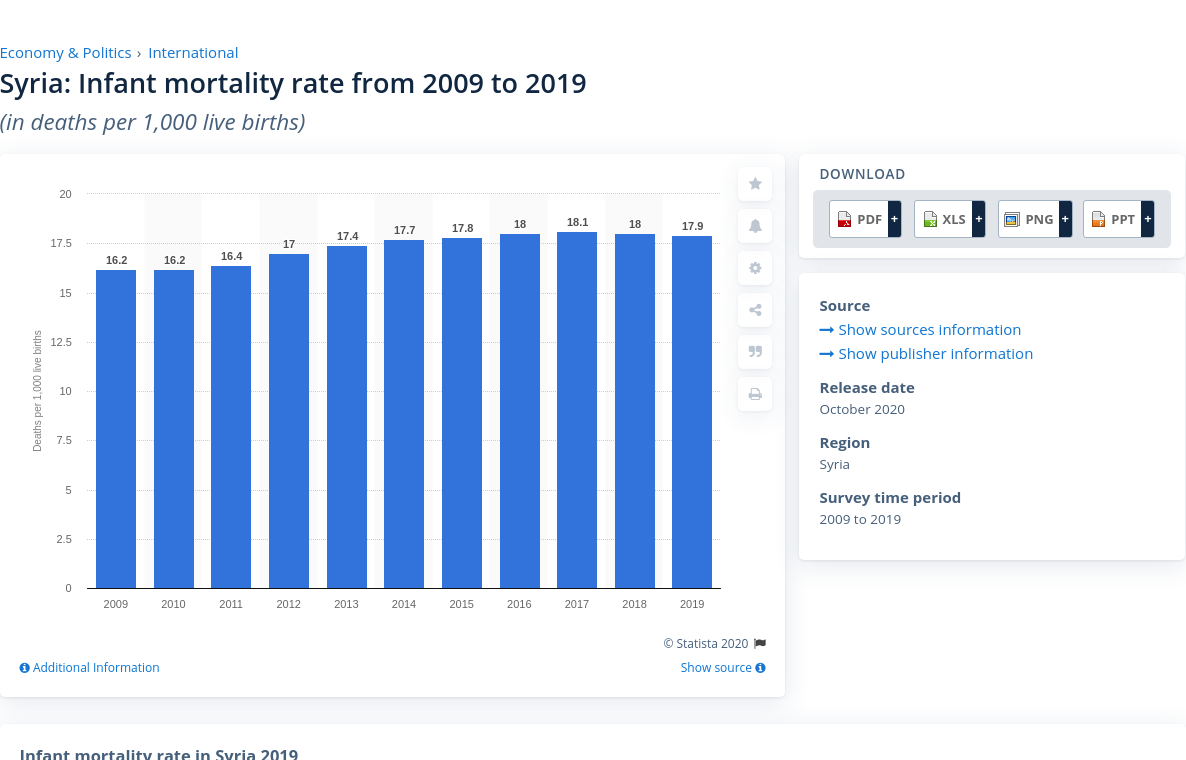 Economy & Politics › International
Syria: Infant mortality rate from 2009 to 2019
(in deaths per 1,000 live births)
20
17.5
15
12.5
10
7.5
5
2.5
0
Deaths per 1,000 live births
16.2
16.2
16.4
17
17.4
17.7
17.8
18
18.1
18
17.9
2009
2010
2011
2012
2013
2014
2015
2016
2017
2018
2019
© Statista 2020
Additional Information
Show source
DOWNLOAD
PDF +
XLS +
PNG +
PPT +
Source
Show sources information
Show publisher information
Release date
October 2020
Region
Syria
Survey time period
2009 to 2019
Infant mortality rate in Syria 2019